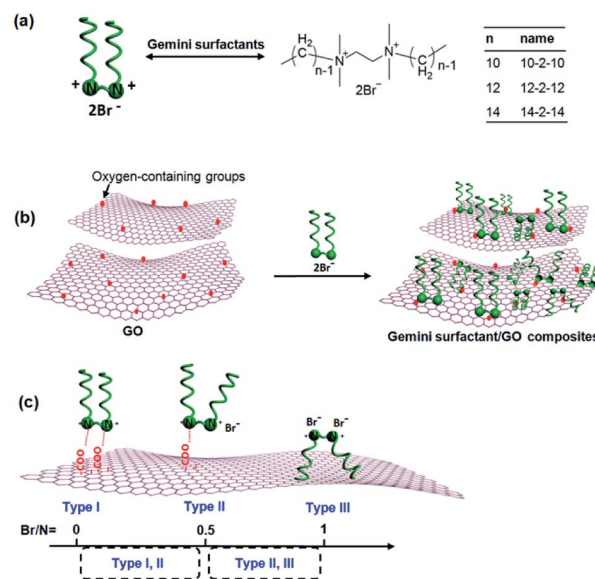 (a)
Gemini surfactants
+ N N +
2Br⁻
H₂
C
n-1
N⁺
N⁺
C
H₂
n-1
2Br⁻
n name
10 10-2-10
12 12-2-12
14 14-2-14
Oxygen-containing groups
(b)
2Br⁻
GO
Gemini surfactant/GO composites
(c)
N N⁺
N N⁺ Br⁻
Br⁻ Br⁻
⁺N N⁺
-COO -COO
-COO
Type I Type II Type III
Br/N= 0 0.5 1
Type I, II Type II, III